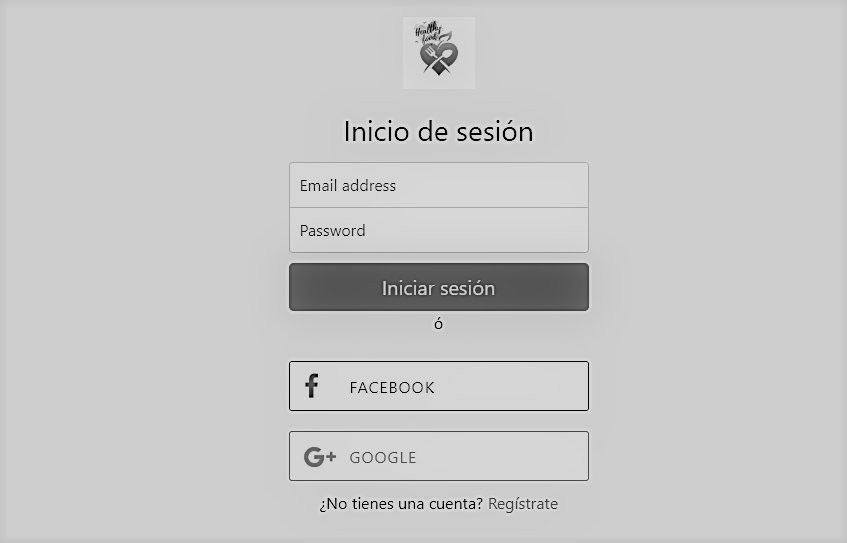 Healthy
food
Inicio de sesión
Email address
Password
Iniciar sesión
ó
FACEBOOK
G+ GOOGLE
¿No tienes una cuenta? Regístrate